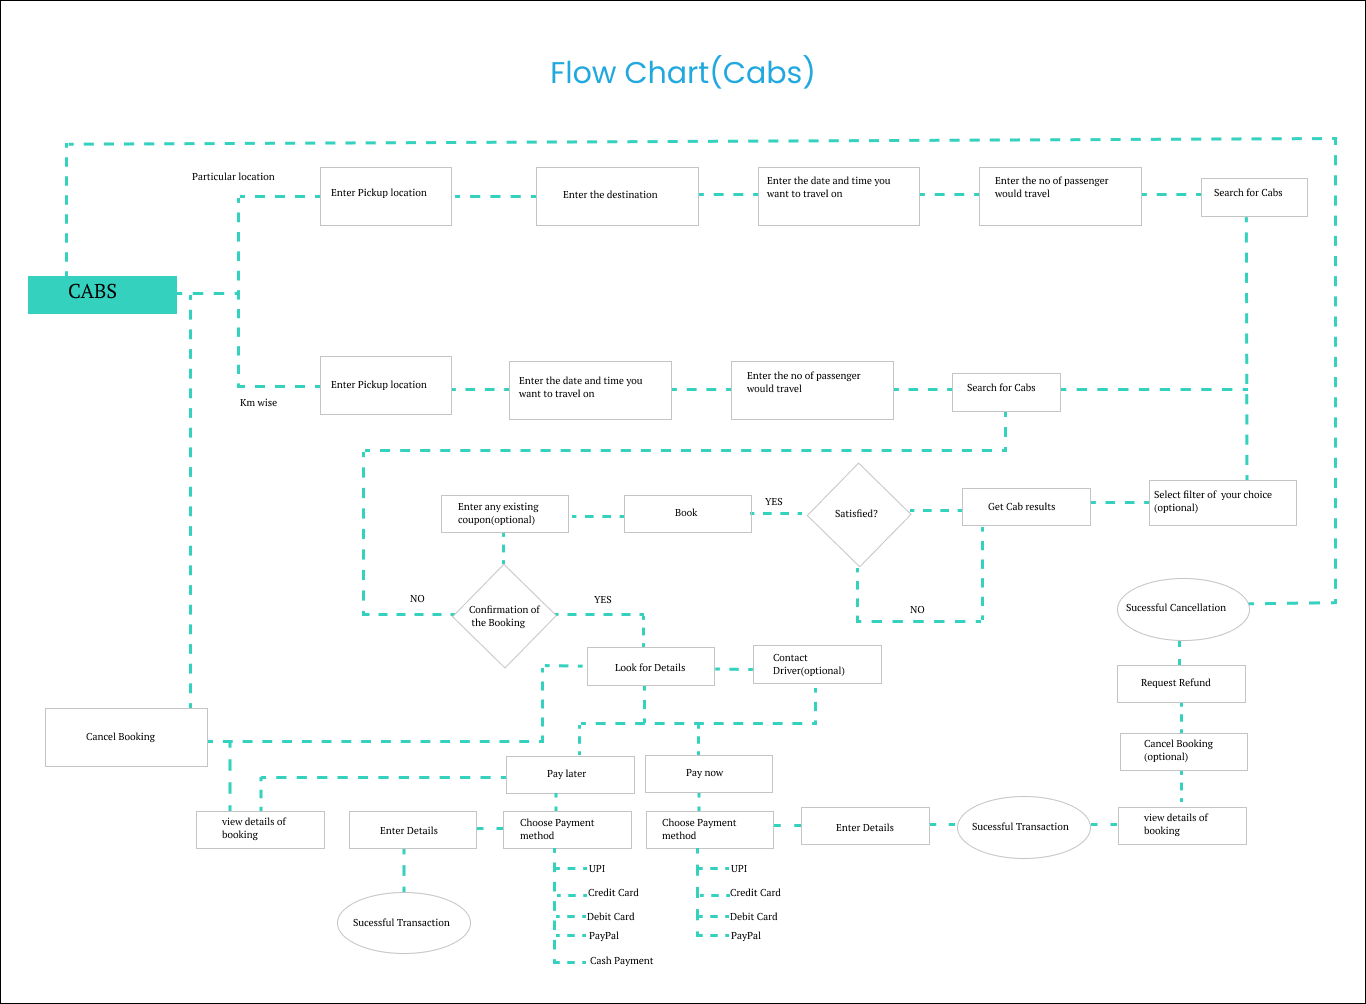 Flow Chart(Cabs)
Particular location
Enter Pickup location
Enter the destination
Enter the date and time you
want to travel on
Enter the no of passenger
would travel
Search for Cabs
CABS
Km wise
Enter Pickup location
Enter the date and time you
want to travel on
Enter the no of passenger
would travel
Search for Cabs
Enter any existing
coupon(optional)
Book
YES
Satisfied?
Get Cab results
Select filter of your choice
(optional)
NO
Confirmation of
the Booking
YES
NO
Sucessful Cancellation
Look for Details
Contact
Driver(optional)
Request Refund
Cancel Booking
Cancel Booking
(optional)
Pay later
Pay now
view details of
booking
Enter Details
Choose Payment
method
Choose Payment
method
Enter Details
Sucessful Transaction
view details of
booking
UPI
Credit Card
Debit Card
PayPal
Cash Payment
UPI
Credit Card
Debit Card
PayPal
Sucessful Transaction